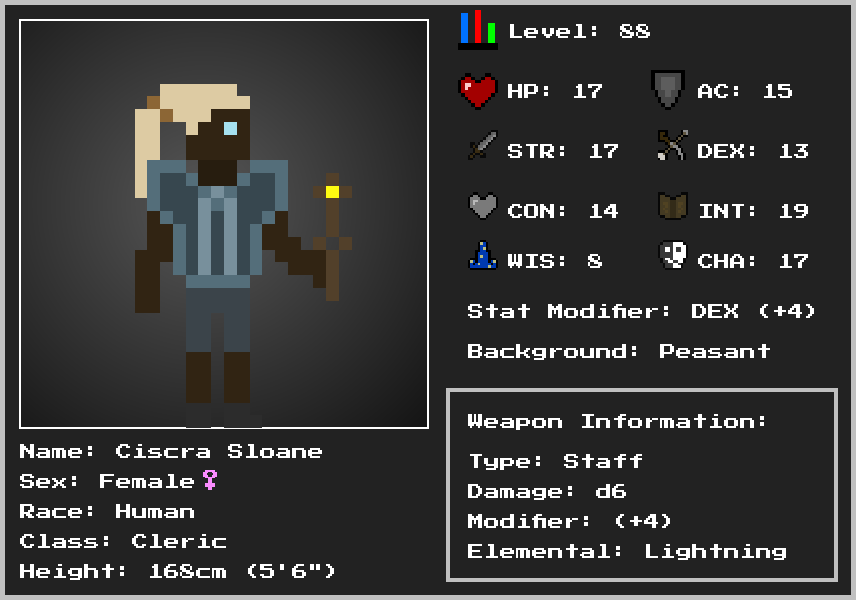 Level: 88
HP: 17
AC: 15
STR: 17
DEX: 13
CON: 14
INT: 19
WIS: 8
CHA: 17
Stat Modifier: DEX (+4)
Background: Peasant
Weapon Information:
Type: Staff
Damage: d6
Modifier: (+4)
Elemental: Lightning
Name: Ciscra Sloane
Sex: Female♀
Race: Human
Class: Cleric
Height: 168cm (5'6")